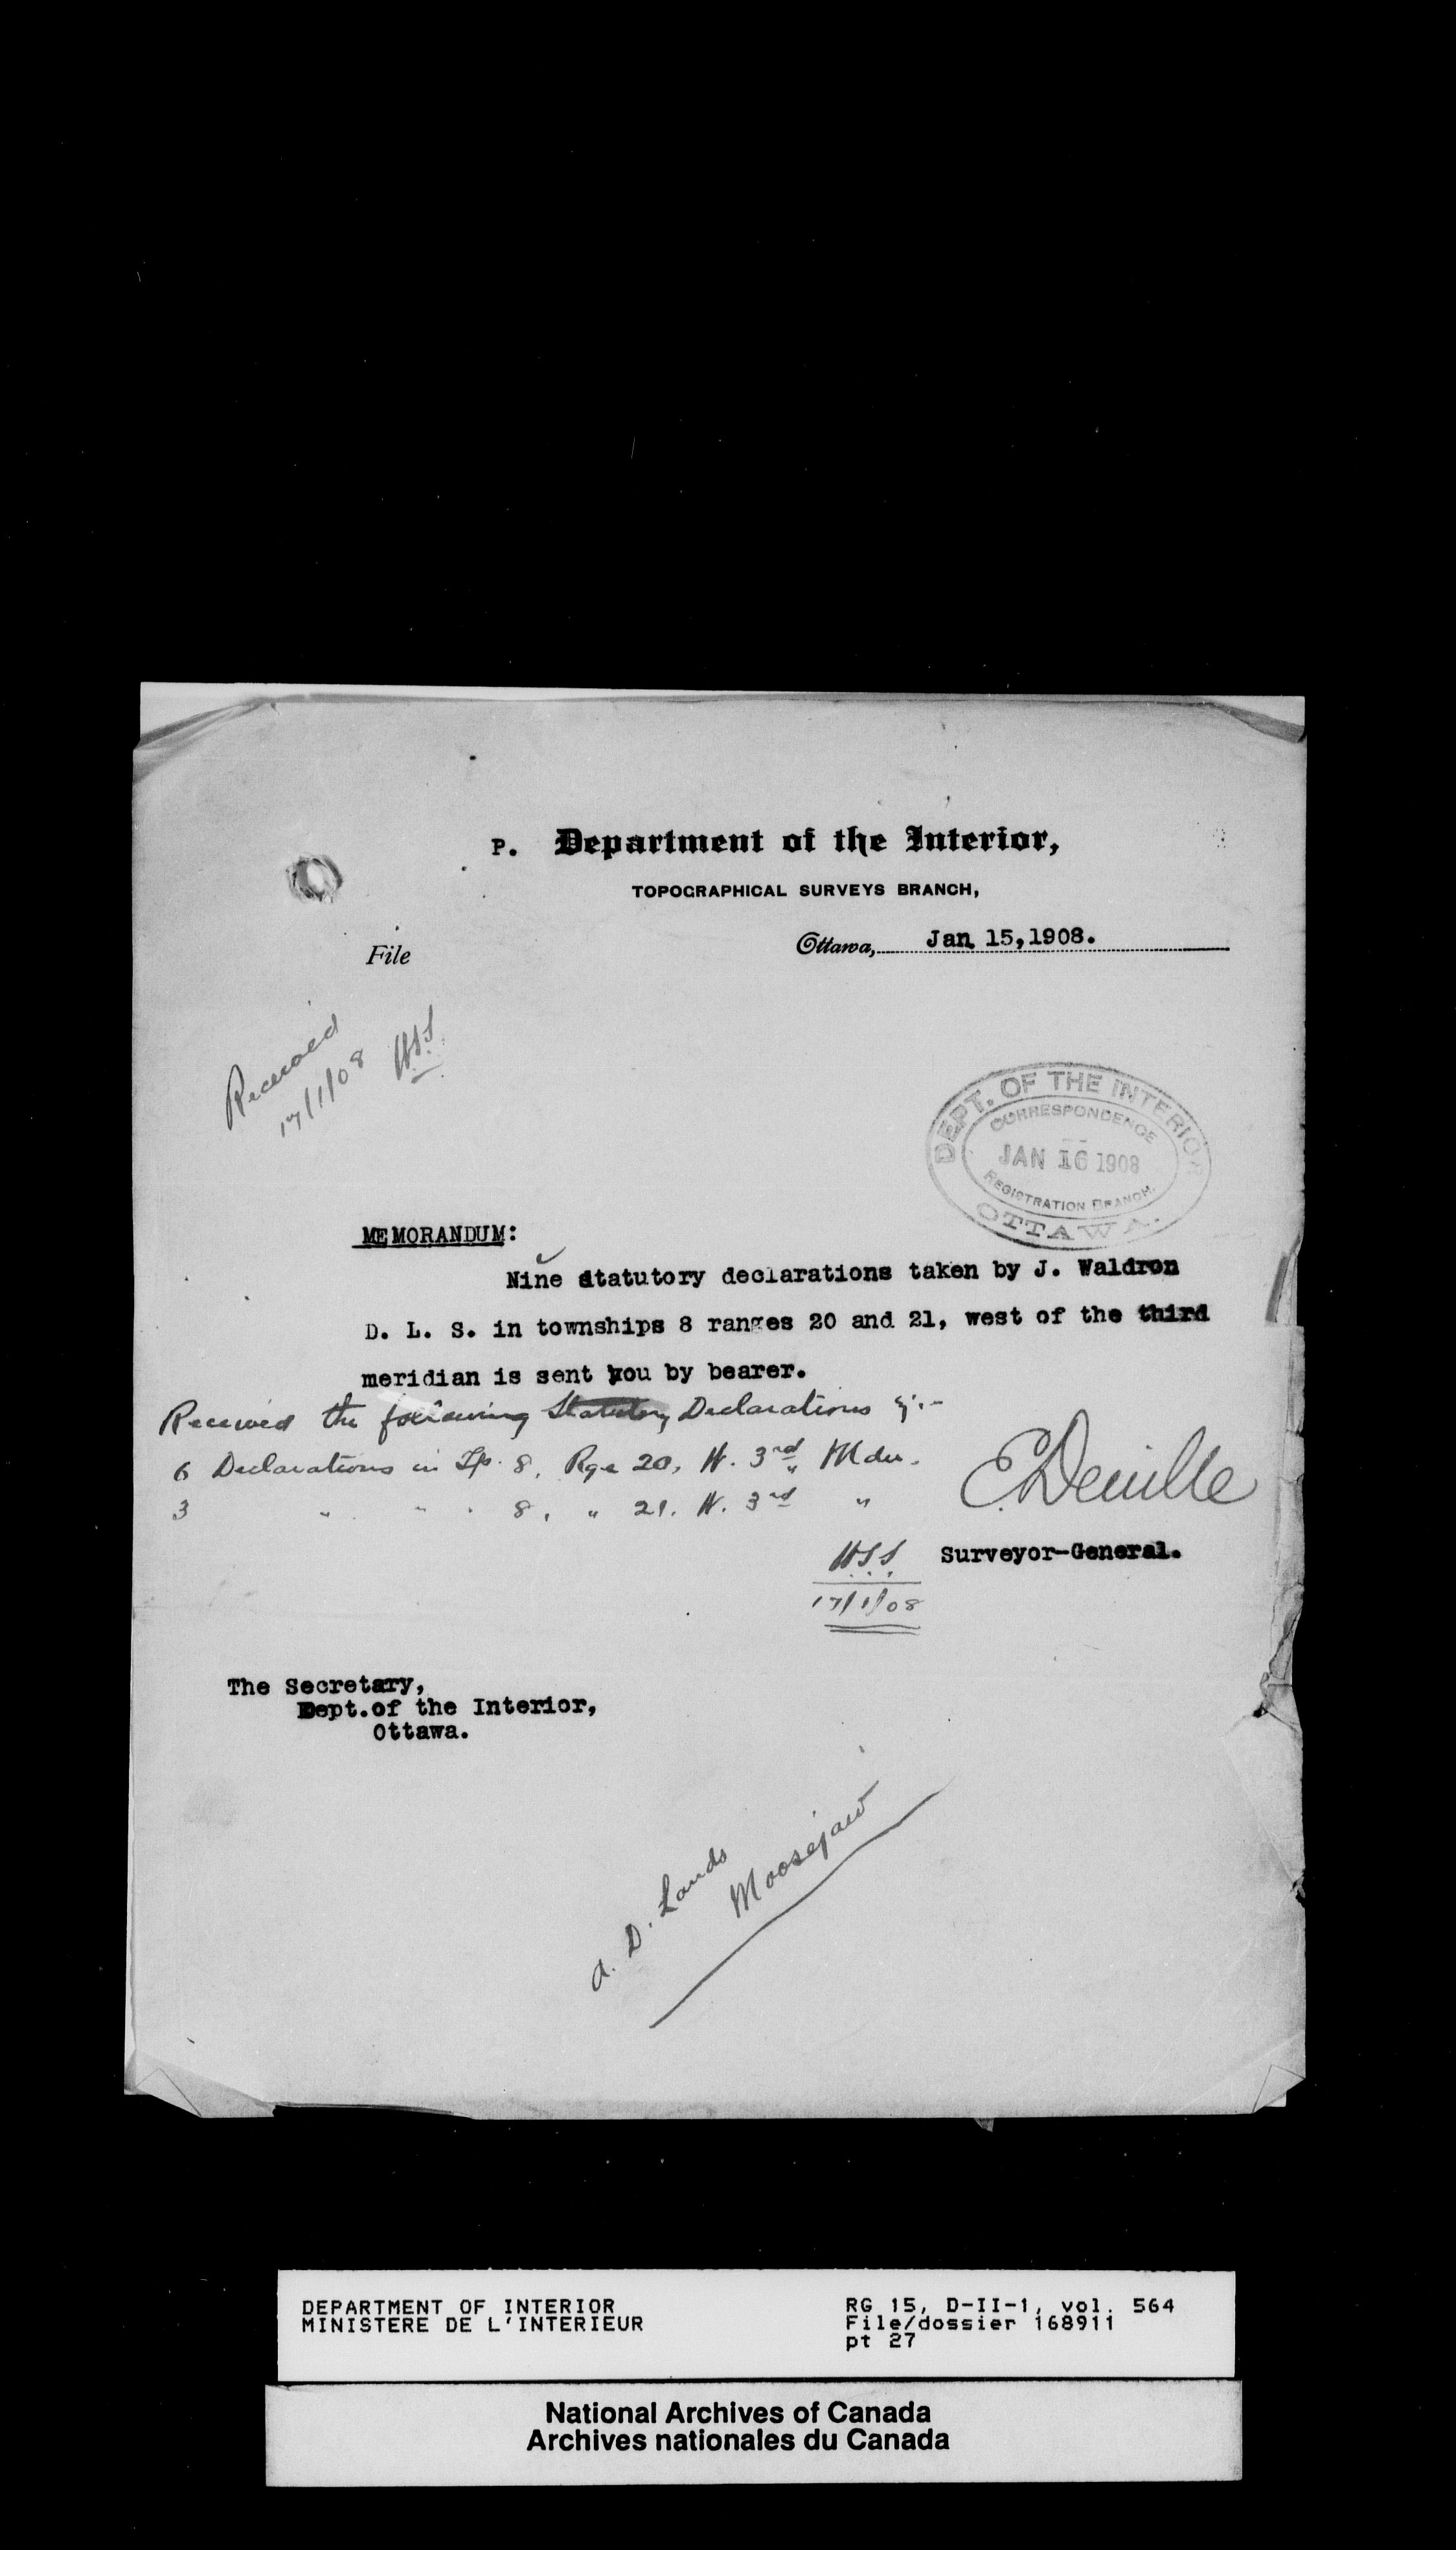 P. Department of the Interior,
TOPOGRAPHICAL SURVEYS BRANCH,
Ottawa, Jan. 15, 1908.
File
Received
17/1/08
HSS
DEPT. OF THE INTERIOR
CORRESPONDENCE
JAN 16 1908
REGISTRATION BRANCH.
OTTAWA.
MEMORANDUM:
Nine statutory declarations taken by J. Waldron
D. L. S. in townships 8 ranges 20 and 21, west of the third
meridian is sent you by bearer.
Received the following Statutory Declarations
6 Declarations in Tp. 8, Rge 20, W. 3rd Mdn.
3 " " " 8, " 21. W. 3rd "
E. Deville
HSS Surveyor-General.
17/1/08
The Secretary,
Dept. of the Interior,
Ottawa.
A. D. Lands
Moosejaw
DEPARTMENT OF INTERIOR
MINISTERE DE L'INTERIEUR
RG 15, D-II-1, vol. 564
File/dossier 168911
pt 27
National Archives of Canada
Archives nationales du Canada